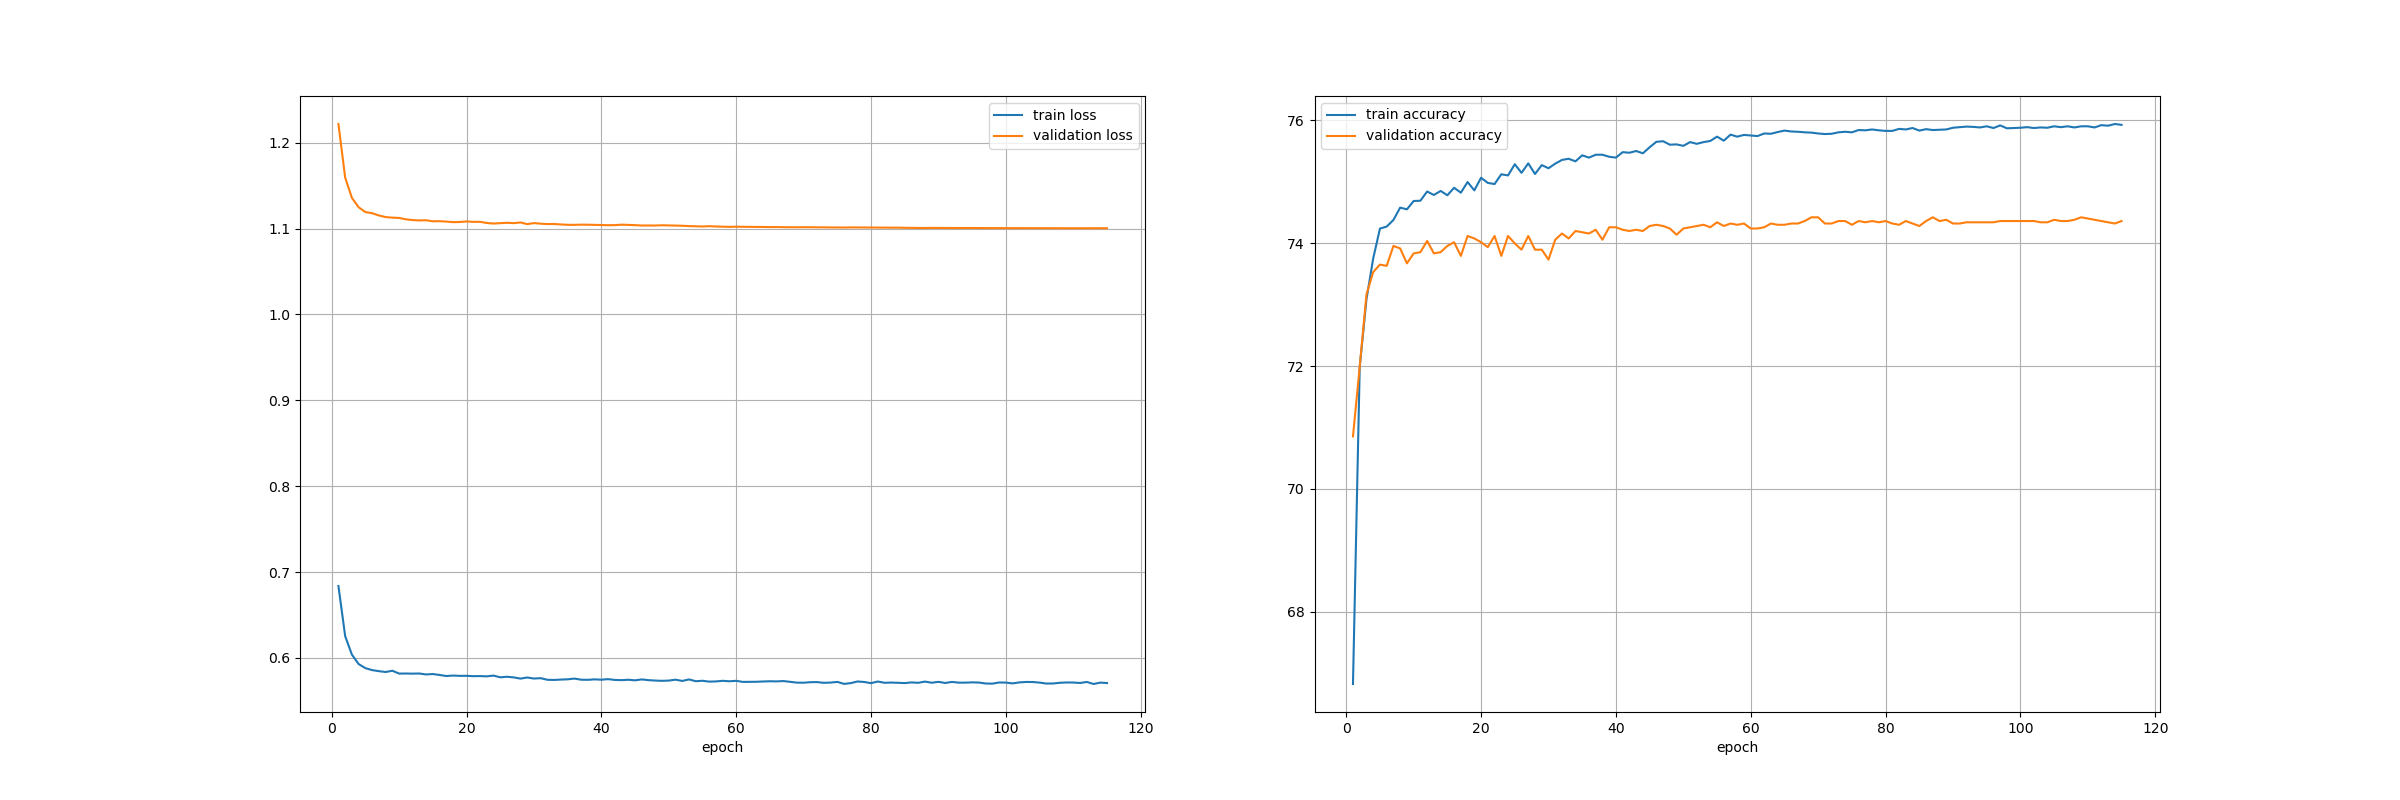 train loss
validation loss
1.2
1.1
1.0
0.9
0.8
0.7
0.6
0 20 40 60 80 100 120
epoch
train accuracy
validation accuracy
76
74
72
70
68
0 20 40 60 80 100 120
epoch